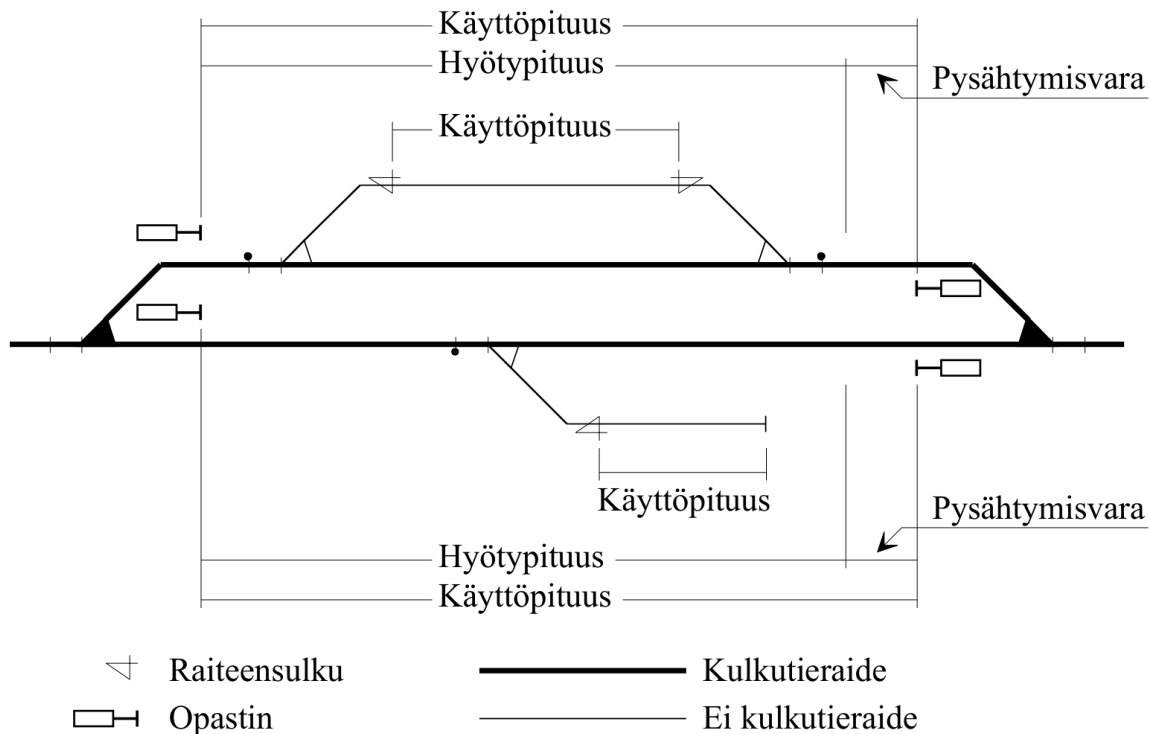 Käyttöpituus
Hyötypituus
Pysähtymisvara
Käyttöpituus
Käyttöpituus
Pysähtymisvara
Hyötypituus
Käyttöpituus
Raiteensulku
Kulkutieraide
Opastin
Ei kulkutieraide